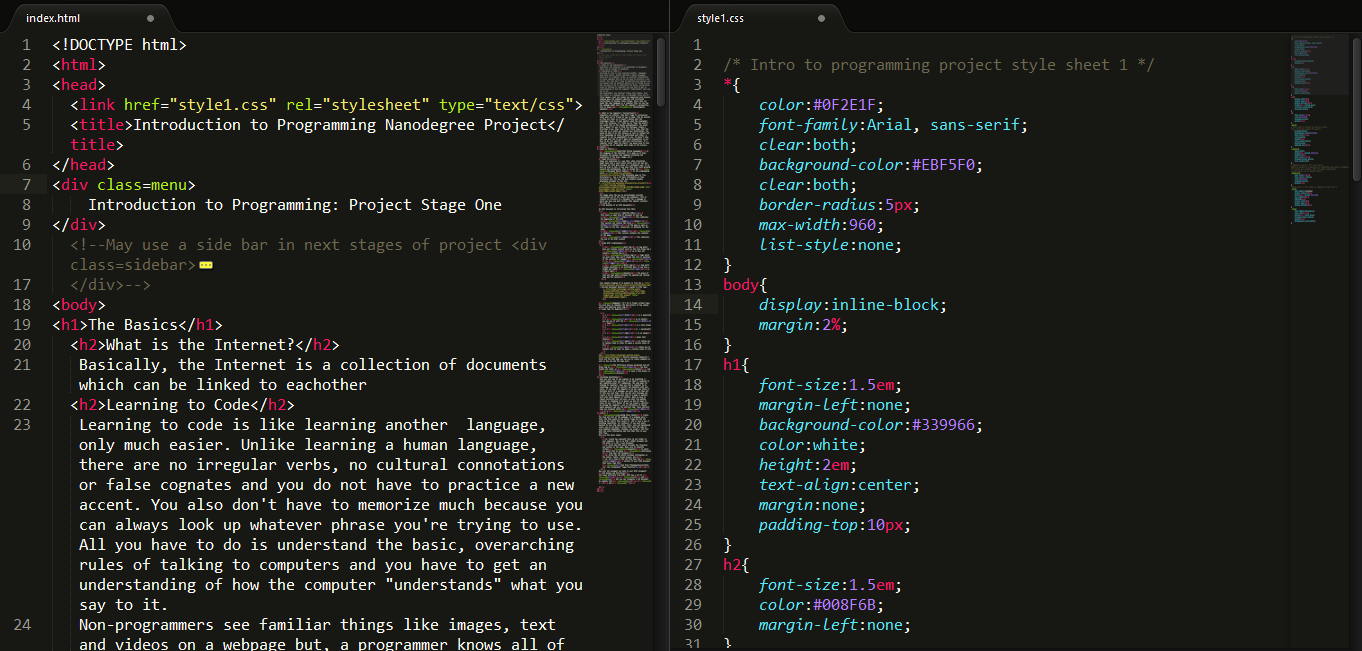 index.html
1 <!DOCTYPE html>
2 <html>
3 <head>
4 <link href="style1.css" rel="stylesheet" type="text/css">
5 <title>Introduction to Programming Nanodegree Project</
title>
6 </head>
7 <div class=menu>
8 Introduction to Programming: Project Stage One
9 </div>
10 <!--May use a side bar in next stages of project <div
class=sidebar>
17 </div>-->
18 <body>
19 <h1>The Basics</h1>
20 <h2>What is the Internet?</h2>
21 Basically, the Internet is a collection of documents
which can be linked to eachother
22 <h2>Learning to Code</h2>
23 Learning to code is like learning another  language,
only much easier. Unlike learning a human language,
there are no irregular verbs, no cultural connotations
or false cognates and you do not have to practice a new
accent. You also don't have to memorize much because you
can always look up whatever phrase you're trying to use.
All you have to do is understand the basic, overarching
rules of talking to computers and you have to get an
understanding of how the computer "understands" what you
say to it.
24 Non-programmers see familiar things like images, text
and videos on a webpage but, a programmer knows all of
style1.css
1
2 /* Intro to programming project style sheet 1 */
3 *{
4 color:#0F2E1F;
5 font-family:Arial, sans-serif;
6 clear:both;
7 background-color:#EBF5F0;
8 clear:both;
9 border-radius:5px;
10 max-width:960;
11 list-style:none;
12 }
13 body{
14 display:inline-block;
15 margin:2%;
16 }
17 h1{
18 font-size:1.5em;
19 margin-left:none;
20 background-color:#339966;
21 color:white;
22 height:2em;
23 text-align:center;
24 margin:none;
25 padding-top:10px;
26 }
27 h2{
28 font-size:1.5em;
29 color:#008F6B;
30 margin-left:none;
31 }